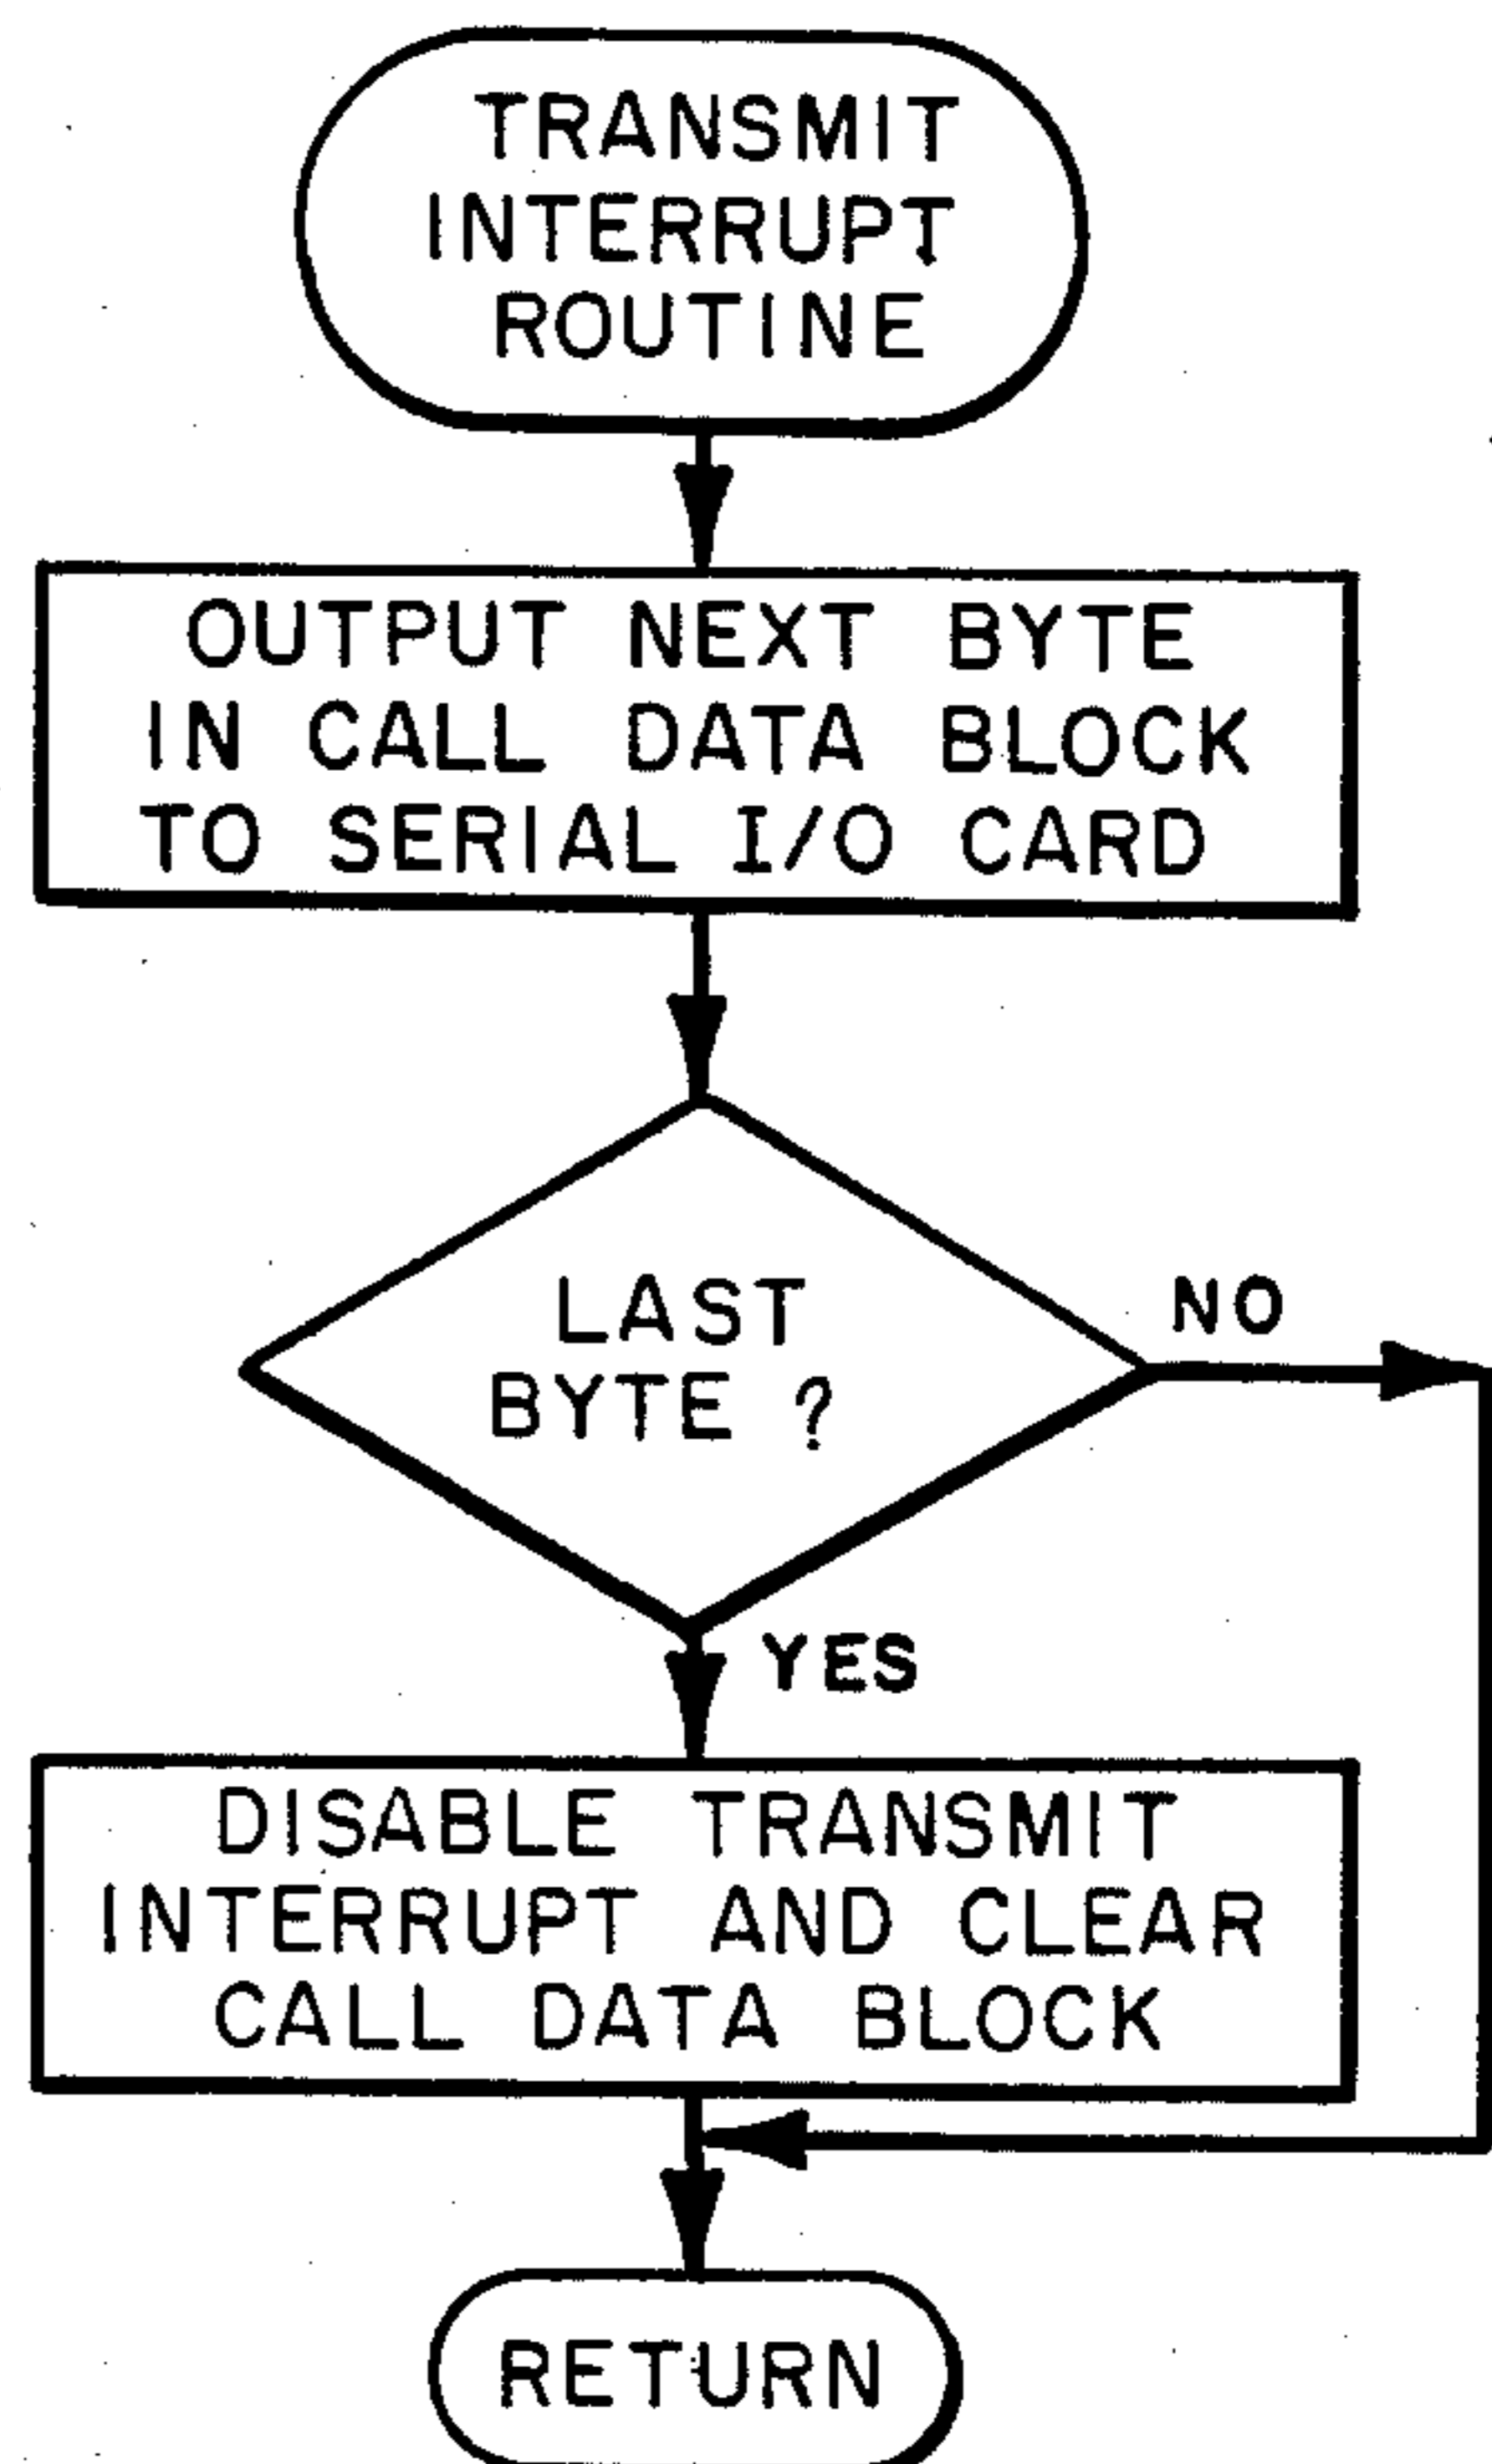 TRANSMIT
INTERRUPT
ROUTINE
OUTPUT NEXT BYTE
IN CALL DATA BLOCK
TO SERIAL I/O CARD
LAST
BYTE ?
NO
YES
DISABLE TRANSMIT
INTERRUPT AND CLEAR
CALL DATA BLOCK
RETURN